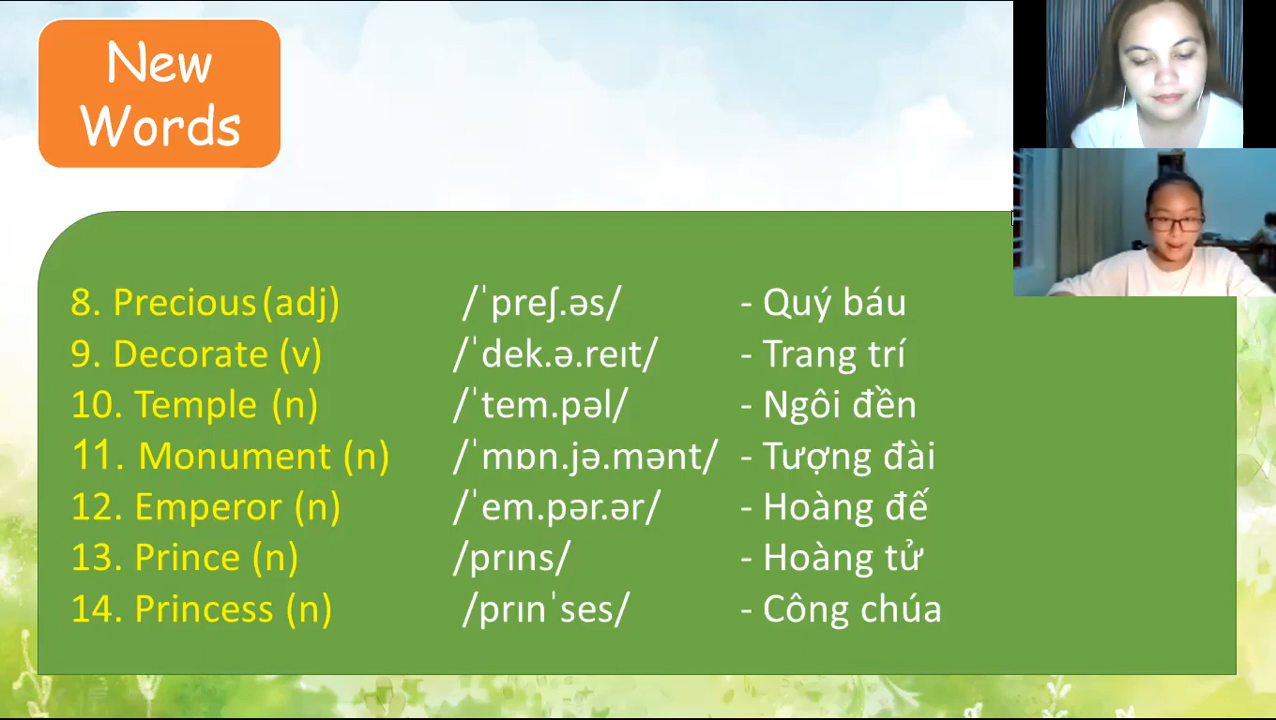 New
Words
8. Precious (adj) /ˈpreʃ.əs/ - Quý báu
9. Decorate (v) /ˈdek.ə.reɪt/ - Trang trí
10. Temple (n) /ˈtem.pəl/ - Ngôi đền
11. Monument (n) /ˈmɒn.jə.mənt/ - Tượng đài
12. Emperor (n) /ˈem.pər.ər/ - Hoàng đế
13. Prince (n) /prɪns/ - Hoàng tử
14. Princess (n) /prɪnˈses/ - Công chúa